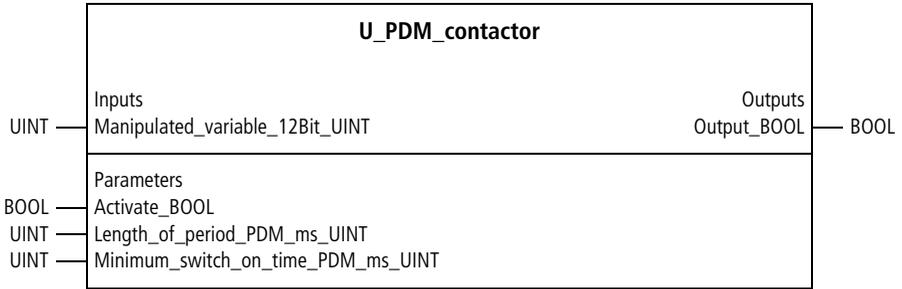 U_PDM_contactor
Inputs Outputs
UINT Manipulated_variable_12Bit_UINT Output_BOOL BOOL
Parameters
BOOL Activate_BOOL
UINT Length_of_period_PDM_ms_UINT
UINT Minimum_switch_on_time_PDM_ms_UINT